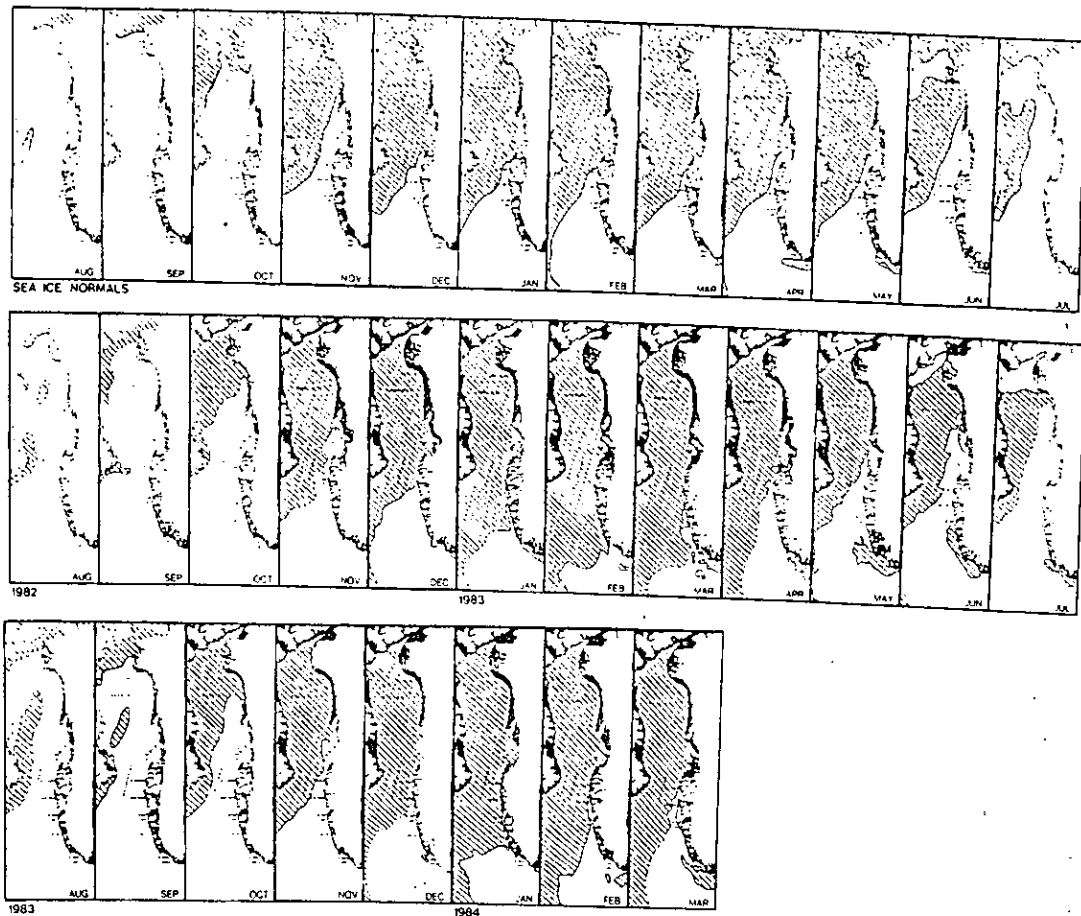 AUG SEP OCT NOV DEC JAN FEB MAR APR MAY JUN JUL
SEA ICE NORMALS
AUG SEP OCT NOV DEC JAN FEB MAR APR MAY JUN JUL
1982 1983
AUG SEP OCT NOV DEC JAN FEB MAR
1983 1984